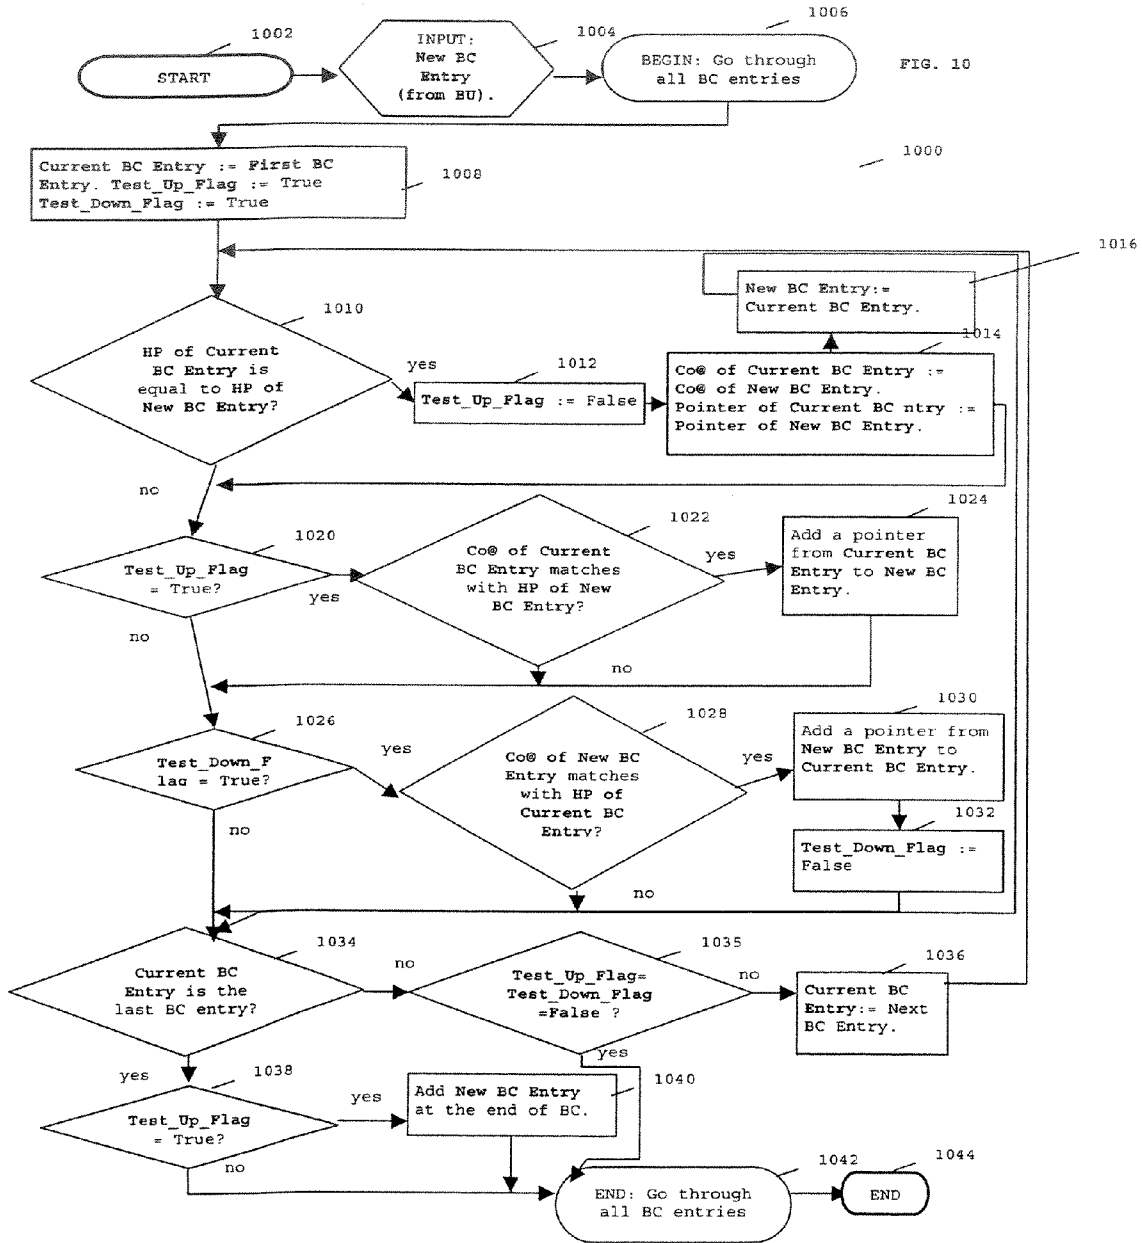 1002
START
INPUT:
New BC
Entry
(from BU).
1004
1006
BEGIN: Go through
all BC entries
FIG. 10
1000
Current BC Entry := First BC
Entry. Test_Up_Flag := True
Test_Down_Flag := True
1008
1016
New BC Entry:=
Current BC Entry.
1010
HP of Current
BC Entry is
equal to HP of
New BC Entry?
yes
1012
Test_Up_Flag := False
1014
Co@ of Current BC Entry :=
Co@ of New BC Entry.
Pointer of Current BC ntry :=
Pointer of New BC Entry.
no
1020
Test_Up_Flag
= True?
yes
1022
Co@ of Current
BC Entry matches
with HP of New
BC Entry?
yes
1024
Add a pointer
from Current BC
Entry to New BC
Entry.
no
no
1026
Test_Down_F
lag = True?
yes
1028
Co@ of New BC
Entry matches
with HP of
Current BC
Entry?
yes
1030
Add a pointer from
New BC Entry to
Current BC Entry.
1032
Test_Down_Flag :=
False
no
no
1034
Current BC
Entry is the
last BC entry?
no
1035
Test_Up_Flag=
Test_Down_Flag
=False ?
no
1036
Current BC
Entry:= Next
BC Entry.
yes
yes
1038
Test_Up_Flag
= True?
yes
1040
Add New BC Entry
at the end of BC.
no
1042
END: Go through
all BC entries
1044
END